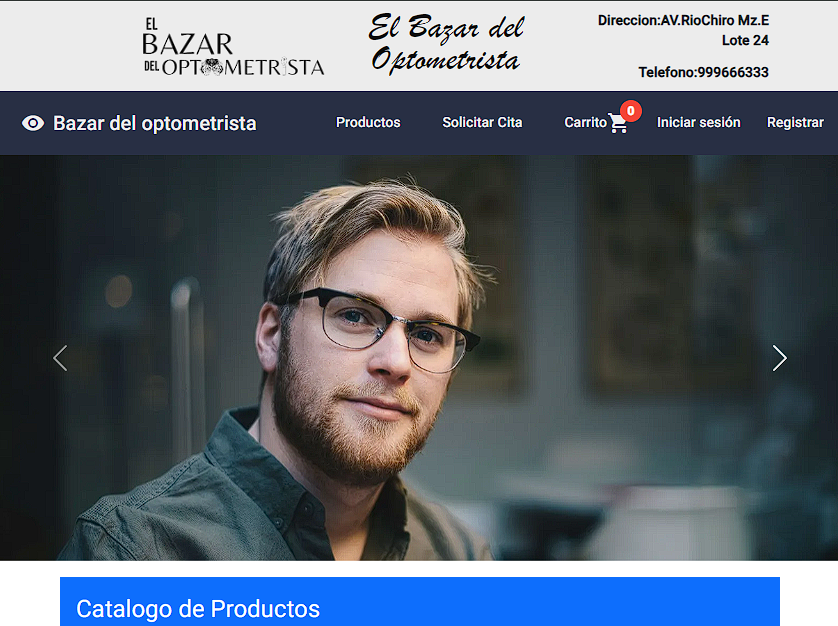 EL
BAZAR
DEL OPTOMETRISTA
El Bazar del
Optometrista
Direccion:AV.RioChiro Mz.E
Lote 24
Telefono:999666333
Bazar del optometrista
Productos
Solicitar Cita
Carrito
0
Iniciar sesión
Registrar
Catalogo de Productos